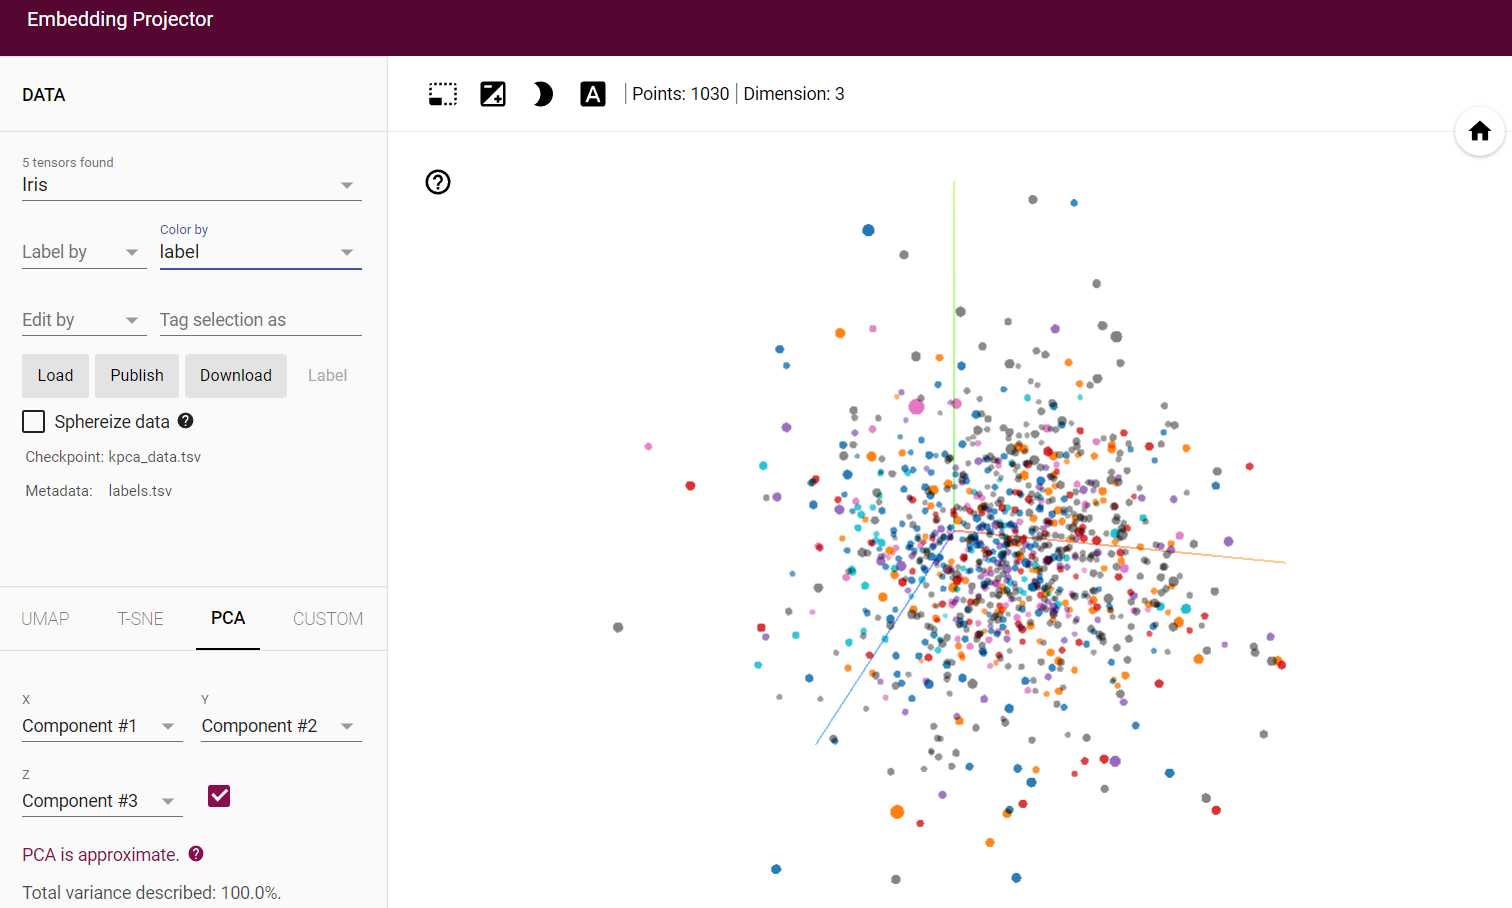 Embedding Projector
DATA
Points: 1030 Dimension: 3
5 tensors found
Iris
Label by
Color by
label
Edit by
Tag selection as
Load
Publish
Download
Label
Sphereize data
Checkpoint: kpca_data.tsv
Metadata: labels.tsv
UMAP
T-SNE
PCA
CUSTOM
X
Component #1
Y
Component #2
Z
Component #3
PCA is approximate.
Total variance described: 100.0%.